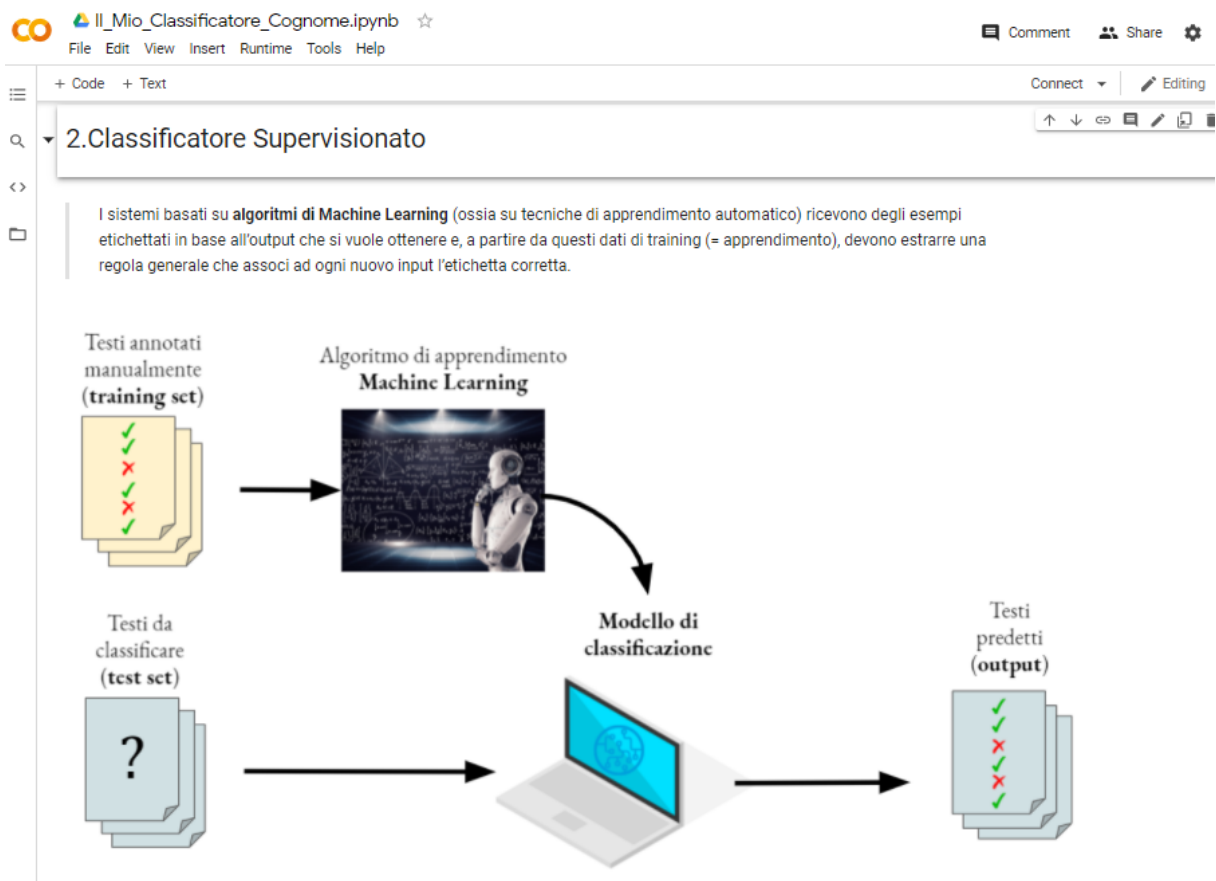 CO
Il_Mio_Classificatore_Cognome.ipynb
File Edit View Insert Runtime Tools Help
Comment Share
+ Code + Text
Connect Editing
2.Classificatore Supervisionato
I sistemi basati su algoritmi di Machine Learning (ossia su tecniche di apprendimento automatico) ricevono degli esempi
etichettati in base all'output che si vuole ottenere e, a partire da questi dati di training (= apprendimento), devono estrarre una
regola generale che associ ad ogni nuovo input l'etichetta corretta.
Testi annotati
manualmente
(training set)
Algoritmo di apprendimento
Machine Learning
Testi da
classificare
(test set)
?
Modello di
classificazione
Testi
predetti
(output)